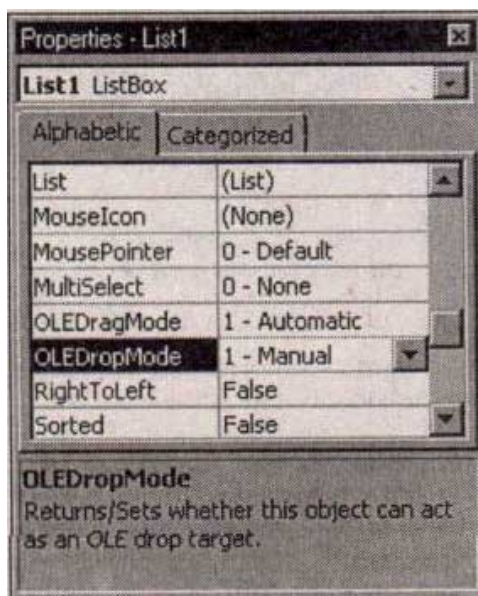 Properties - List1
List1 ListBox
Alphabetic Categorized
List (List)
MouseIcon (None)
MousePointer 0 - Default
MultiSelect 0 - None
OLEDragMode 1 - Automatic
OLEDropMode 1 - Manual
RightToLeft False
Sorted False
OLEDropMode
Returns/Sets whether this object can act
as an OLE drop target.